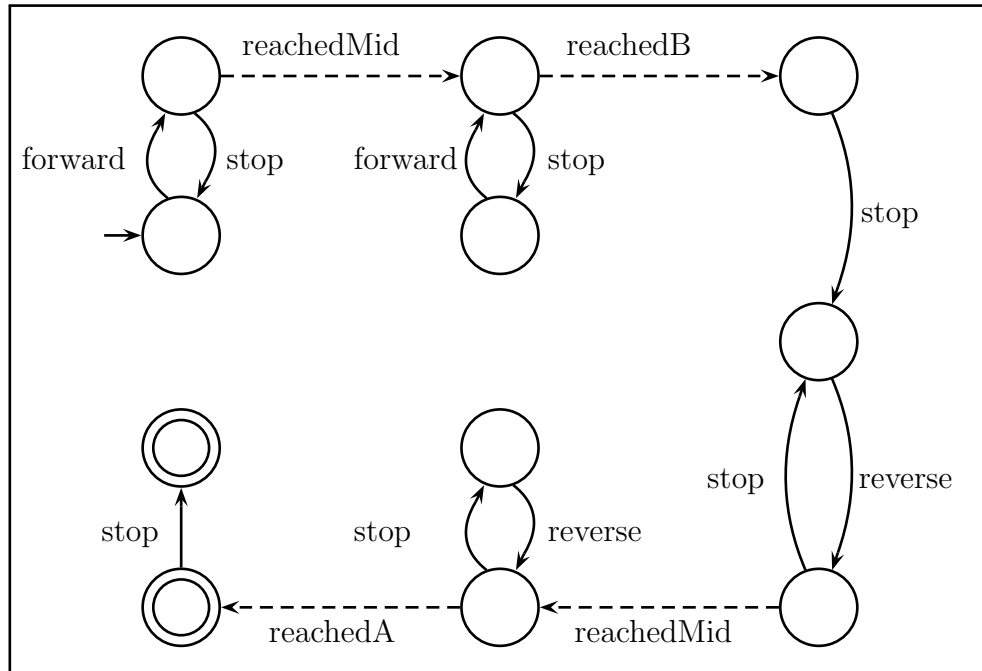 reachedMid
reachedB
forward
stop
forward
stop
stop
stop
reverse
stop
stop
reverse
reachedA
reachedMid